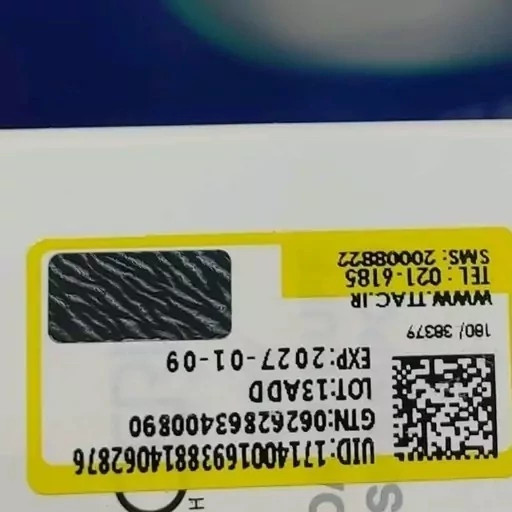 UID:17140016938814062876
GTN:06262863400890
LOT:13ADD
EXP:2027-01-09
180/ 38379
WWW.TTAC.IR
TEL : 021-6185
SMS: 20008822